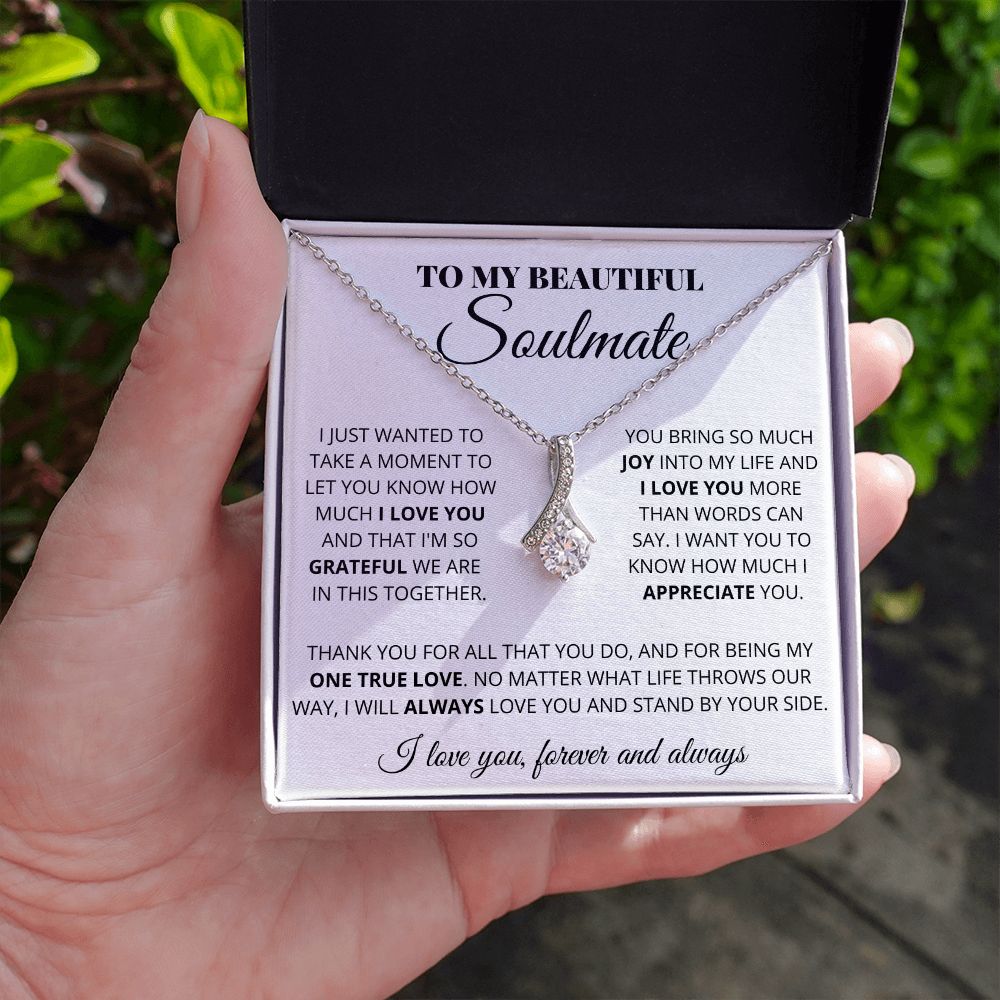 TO MY BEAUTIFUL
Soulmate
I JUST WANTED TO
TAKE A MOMENT TO
LET YOU KNOW HOW
MUCH I LOVE YOU
AND THAT I'M SO
GRATEFUL WE ARE
IN THIS TOGETHER.
YOU BRING SO MUCH
JOY INTO MY LIFE AND
I LOVE YOU MORE
THAN WORDS CAN
SAY. I WANT YOU TO
KNOW HOW MUCH I
APPRECIATE YOU.
THANK YOU FOR ALL THAT YOU DO, AND FOR BEING MY
ONE TRUE LOVE. NO MATTER WHAT LIFE THROWS OUR
WAY, I WILL ALWAYS LOVE YOU AND STAND BY YOUR SIDE.
I love you, forever and always